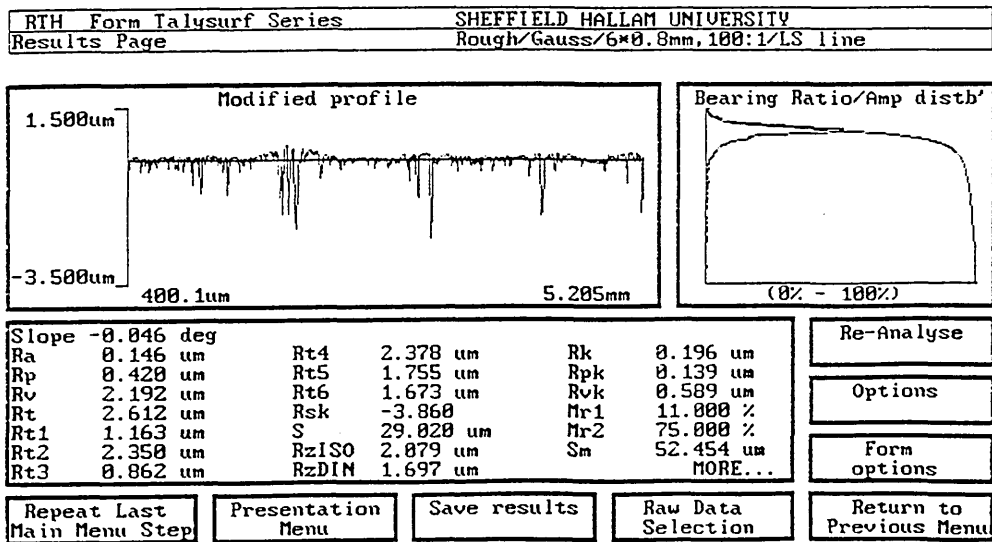 RTH Form Talysurf Series SHEFFIELD HALLAM UNIVERSITY
Results Page Rough/Gauss/6*0.8mm,100:1/LS line
Modified profile
1.500um
-3.500um
400.1um 5.205mm
Bearing Ratio/Amp distb'
(0% - 100%)
Slope -0.046 deg
Ra 0.146 um Rt4 2.378 um Rk 0.196 um
Rp 0.420 um Rt5 1.755 um Rpk 0.139 um
Rv 2.192 um Rt6 1.673 um Rvk 0.589 um
Rt 2.612 um Rsk -3.860 Mr1 11.000 %
Rt1 1.163 um S 29.020 um Mr2 75.000 %
Rt2 2.350 um RzISO 2.079 um Sm 52.454 um
Rt3 0.862 um RzDIN 1.697 um MORE...
Re-Analyse
Options
Form
options
Repeat Last
Main Menu Step
Presentation
Menu
Save results
Raw Data
Selection
Return to
Previous Menu